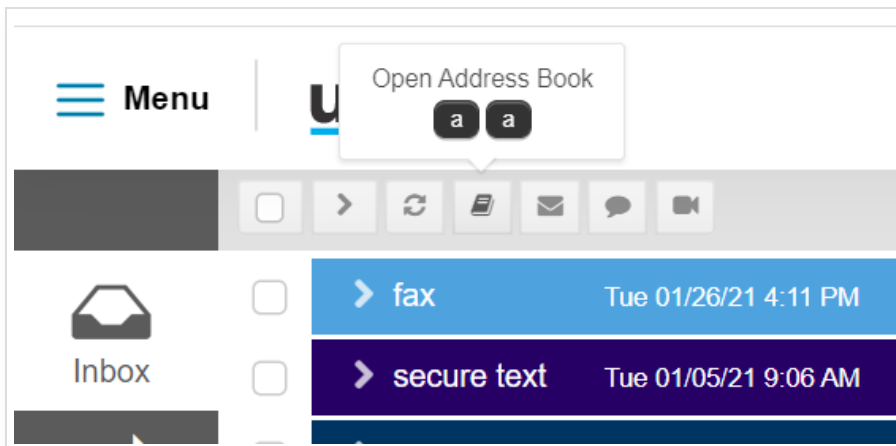 Menu
Open Address Book
a a
fax Tue 01/26/21 4:11 PM
Inbox
secure text Tue 01/05/21 9:06 AM